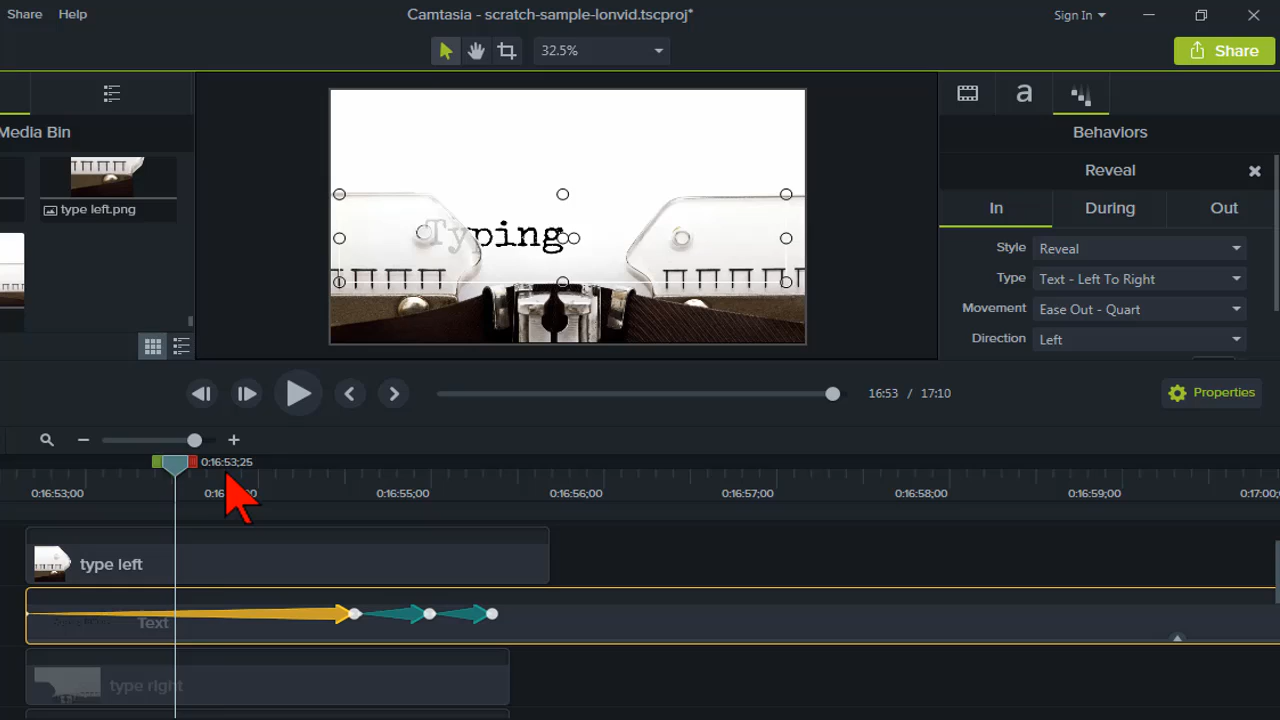 Share Help
Camtasia - scratch-sample-lonvid.tscproj*
Sign In
32.5%
Share
a
Media Bin
type left.png
Typing
Behaviors
Reveal
In During Out
Style Reveal
Type Text - Left To Right
Movement Ease Out - Quart
Direction Left
16:53 / 17:10
Properties
0:16:53;25
0:16:53;00 0:16:55;00 0:16:56;00 0:16:57;00 0:16:58;00 0:16:59;00 0:17:00
type left
Text
type right